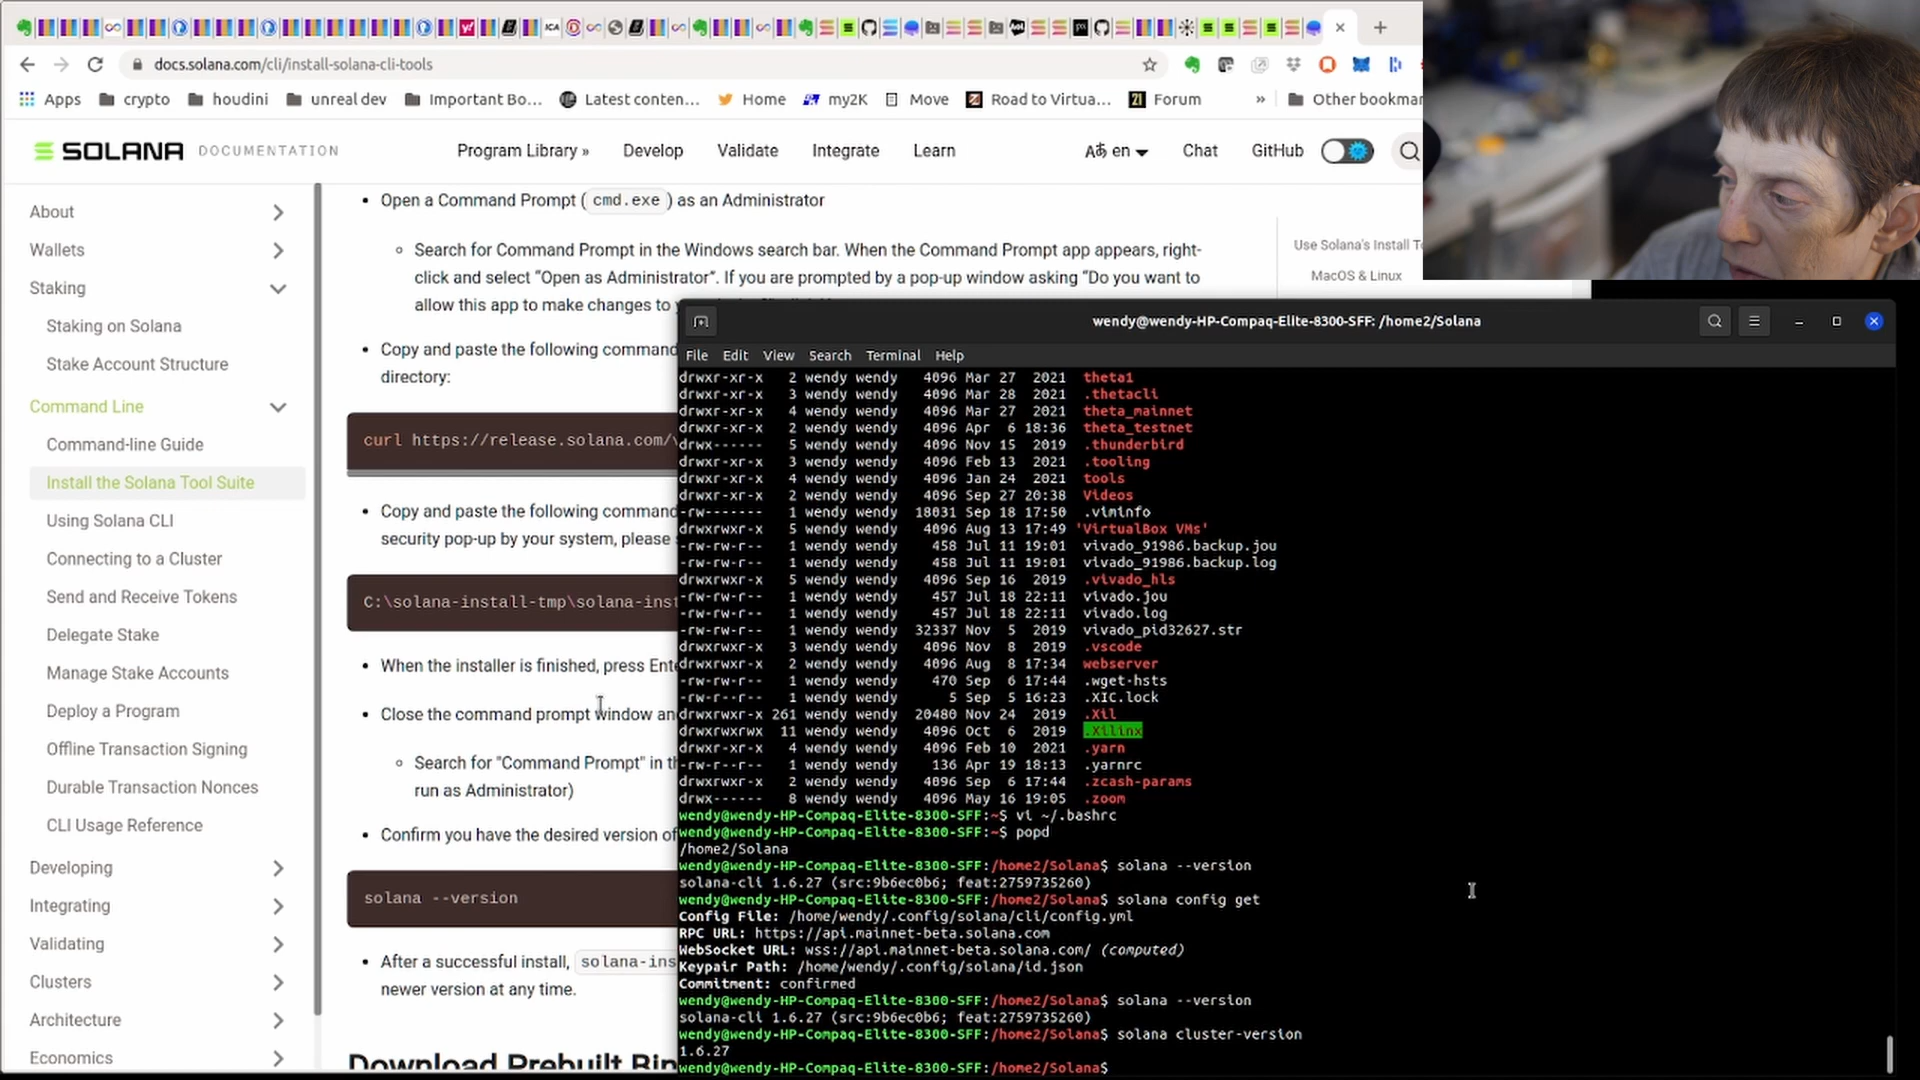 docs.solana.com/cli/install-solana-cli-tools
Apps crypto houdini unreal dev Important Bo... Latest conten... Home my2K Move Road to Virtua... Forum » Other bookmar
SOLANA DOCUMENTATION Program Library » Develop Validate Integrate Learn en Chat GitHub
About
Wallets
Staking
Staking on Solana
Stake Account Structure
Command Line
Command-line Guide
Install the Solana Tool Suite
Using Solana CLI
Connecting to a Cluster
Send and Receive Tokens
Delegate Stake
Manage Stake Accounts
Deploy a Program
Offline Transaction Signing
Durable Transaction Nonces
CLI Usage Reference
Developing
Integrating
Validating
Clusters
Architecture
Economics
Open a Command Prompt ( cmd.exe ) as an Administrator
Search for Command Prompt in the Windows search bar. When the Command Prompt app appears, right-
click and select “Open as Administrator”. If you are prompted by a pop-up window asking “Do you want to
allow this app to make changes to
Copy and paste the following command
directory:
curl https://release.solana.com/
Copy and paste the following command
security pop-up by your system, please
C:\solana-install-tmp\solana-inst
When the installer is finished, press Ente
Close the command prompt window an
Search for "Command Prompt" in th
run as Administrator)
Confirm you have the desired version of
solana --version
After a successful install, solana-ins
newer version at any time.
Download Prebuilt Bin
Use Solana's Install To
MacOS & Linux
wendy@wendy-HP-Compaq-Elite-8300-SFF: /home2/Solana
File Edit View Search Terminal Help
drwxr-xr-x 2 wendy wendy 4096 Mar 27 2021 theta1
drwxr-xr-x 3 wendy wendy 4096 Mar 28 2021 .thetacli
drwxr-xr-x 4 wendy wendy 4096 Mar 27 2021 theta_mainnet
drwxr-xr-x 2 wendy wendy 4096 Apr 6 18:36 theta_testnet
drwx------ 5 wendy wendy 4096 Nov 15 2019 .thunderbird
drwxr-xr-x 3 wendy wendy 4096 Feb 13 2021 .tooling
drwxr-xr-x 4 wendy wendy 4096 Jan 24 2021 tools
drwxr-xr-x 2 wendy wendy 4096 Sep 27 20:38 Videos
-rw------- 1 wendy wendy 18031 Sep 18 17:50 .viminfo
drwxrwxr-x 5 wendy wendy 4096 Aug 13 17:49 'VirtualBox VMs'
-rw-rw-r-- 1 wendy wendy 458 Jul 11 19:01 vivado_91986.backup.jou
-rw-rw-r-- 1 wendy wendy 458 Jul 11 19:01 vivado_91986.backup.log
drwxrwxr-x 5 wendy wendy 4096 Sep 16 2019 .vivado_hls
-rw-rw-r-- 1 wendy wendy 457 Jul 18 22:11 vivado.jou
-rw-rw-r-- 1 wendy wendy 457 Jul 18 22:11 vivado.log
-rw-rw-r-- 1 wendy wendy 32337 Nov 5 2019 vivado_pid32627.str
drwxrwxr-x 3 wendy wendy 4096 Nov 8 2019 .vscode
drwxrwxr-x 2 wendy wendy 4096 Aug 8 17:34 webserver
-rw-rw-r-- 1 wendy wendy 470 Sep 6 17:44 .wget-hsts
-rw-r--r-- 1 wendy wendy 5 Sep 5 16:23 .XIC.lock
drwxrwxr-x 261 wendy wendy 20480 Nov 24 2019 .Xil
drwxrwxrwx 11 wendy wendy 4096 Oct 6 2019 .Xilinx
drwxr-xr-x 4 wendy wendy 4096 Feb 10 2021 .yarn
-rw-r--r-- 1 wendy wendy 136 Apr 19 18:13 .yarnrc
drwxrwxr-x 2 wendy wendy 4096 Sep 6 17:44 .zcash-params
drwx------ 8 wendy wendy 4096 May 16 19:05 .zoom
wendy@wendy-HP-Compaq-Elite-8300-SFF:~$ vi ~/.bashrc
wendy@wendy-HP-Compaq-Elite-8300-SFF:~$ popd
/home2/Solana
wendy@wendy-HP-Compaq-Elite-8300-SFF:/home2/Solana$ solana --version
solana-cli 1.6.27 (src:9b6ec0b6; feat:2759735260)
wendy@wendy-HP-Compaq-Elite-8300-SFF:/home2/Solana$ solana config get
Config File: /home/wendy/.config/solana/cli/config.yml
RPC URL: https://api.mainnet-beta.solana.com
WebSocket URL: wss://api.mainnet-beta.solana.com/ (computed)
Keypair Path: /home/wendy/.config/solana/id.json
Commitment: confirmed
wendy@wendy-HP-Compaq-Elite-8300-SFF:/home2/Solana$ solana --version
solana-cli 1.6.27 (src:9b6ec0b6; feat:2759735260)
wendy@wendy-HP-Compaq-Elite-8300-SFF:/home2/Solana$ solana cluster-version
1.6.27
wendy@wendy-HP-Compaq-Elite-8300-SFF:/home2/Solana$